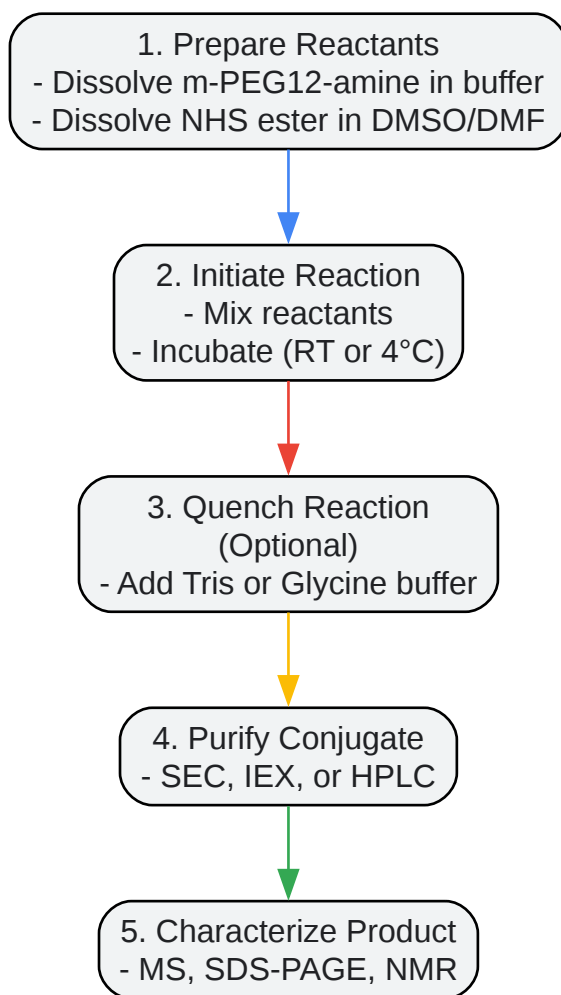 1. Prepare Reactants
- Dissolve m-PEG12-amine in buffer
- Dissolve NHS ester in DMSO/DMF
2. Initiate Reaction
- Mix reactants
- Incubate (RT or 4°C)
3. Quench Reaction
(Optional)
- Add Tris or Glycine buffer
4. Purify Conjugate
- SEC, IEX, or HPLC
5. Characterize Product
- MS, SDS-PAGE, NMR